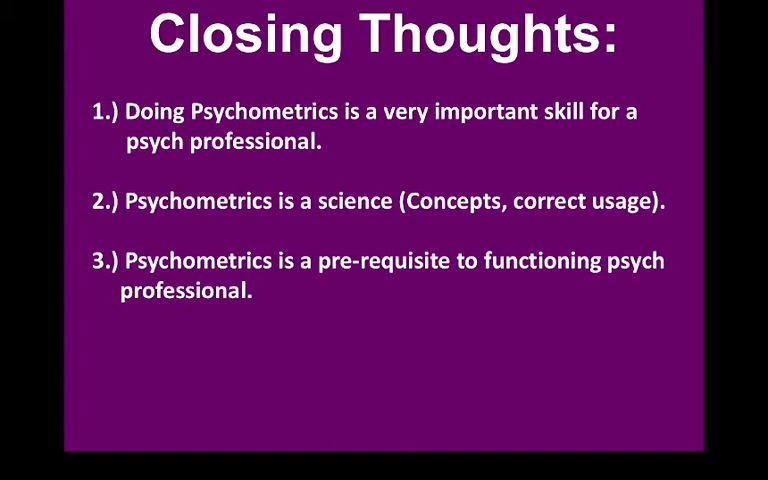 Closing Thoughts:
1.) Doing Psychometrics is a very important skill for a
psych professional.
2.) Psychometrics is a science (Concepts, correct usage).
3.) Psychometrics is a pre-requisite to functioning psych
professional.